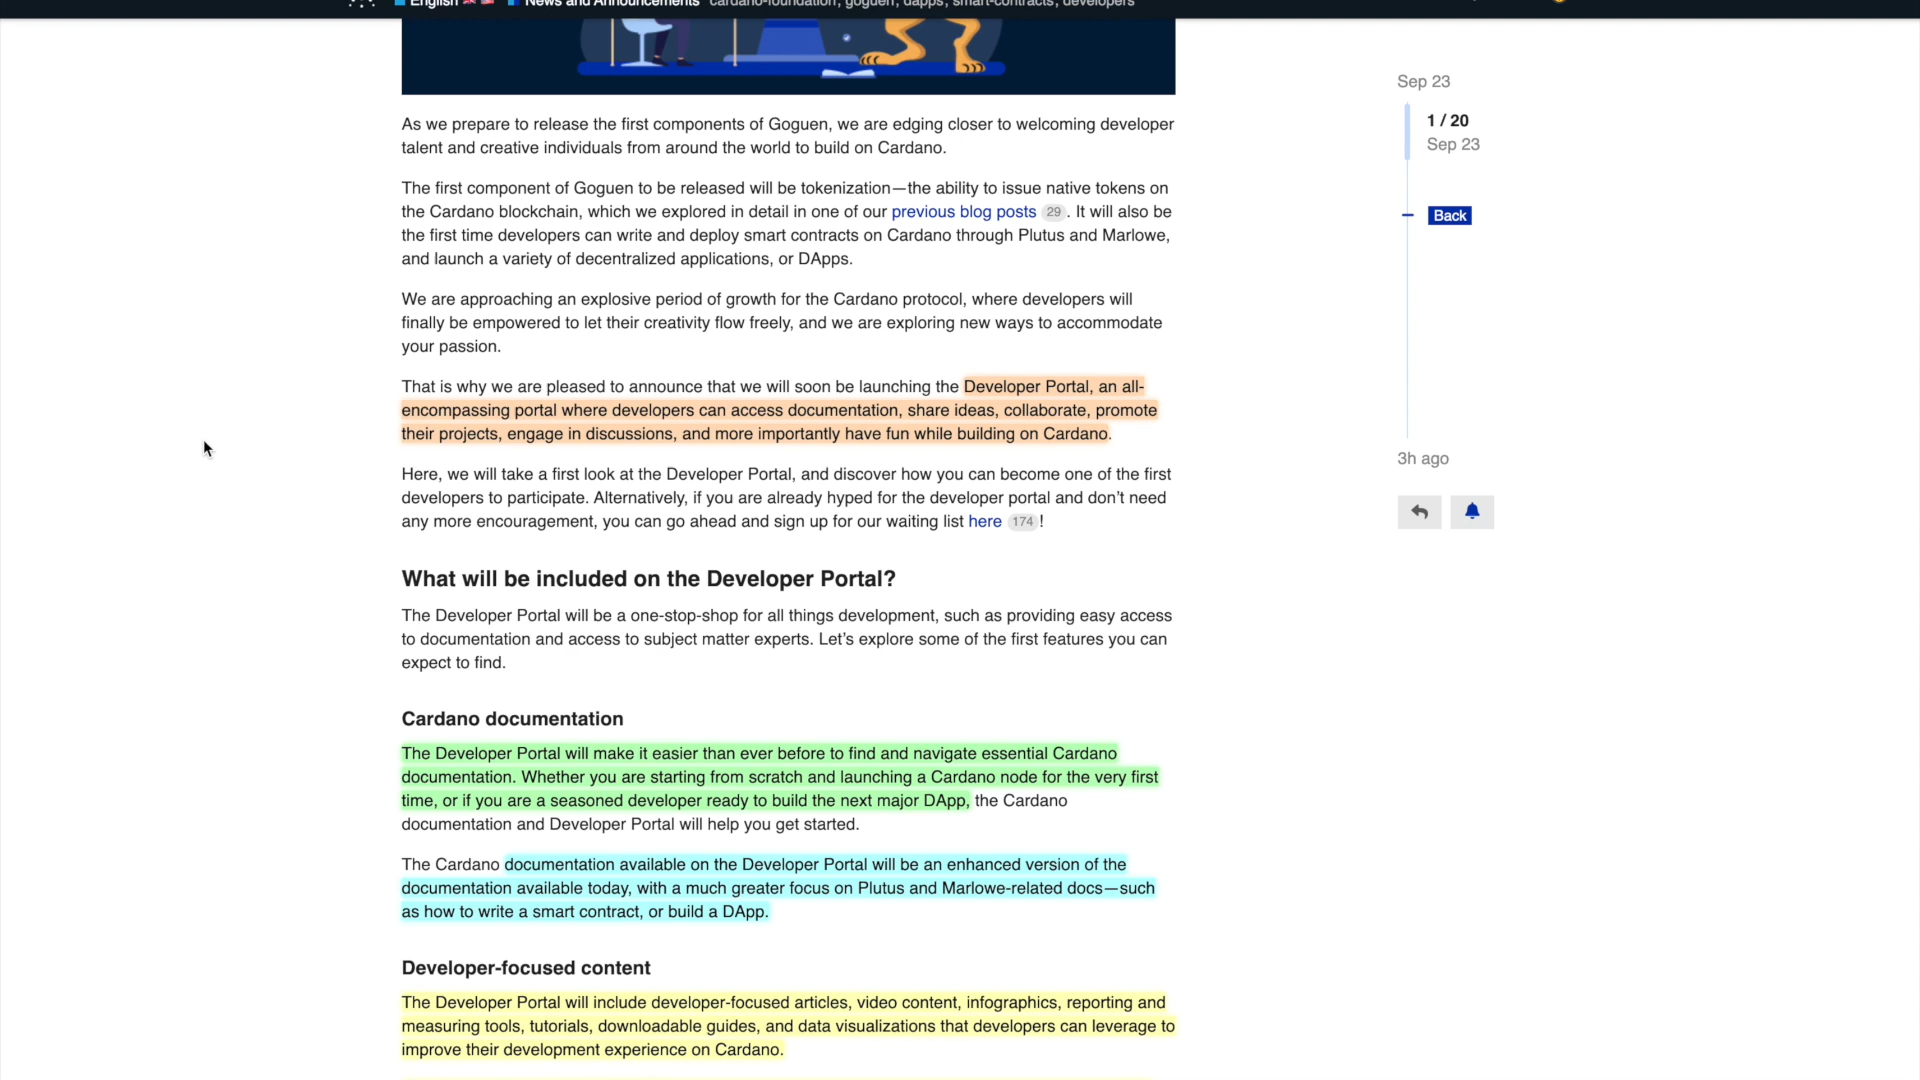 English News and Announcements cardano-foundation, goguen, dapps, smart-contracts, developers
As we prepare to release the first components of Goguen, we are edging closer to welcoming developer
talent and creative individuals from around the world to build on Cardano.
The first component of Goguen to be released will be tokenization—the ability to issue native tokens on
the Cardano blockchain, which we explored in detail in one of our previous blog posts 29. It will also be
the first time developers can write and deploy smart contracts on Cardano through Plutus and Marlowe,
and launch a variety of decentralized applications, or DApps.
We are approaching an explosive period of growth for the Cardano protocol, where developers will
finally be empowered to let their creativity flow freely, and we are exploring new ways to accommodate
your passion.
That is why we are pleased to announce that we will soon be launching the Developer Portal, an all-
encompassing portal where developers can access documentation, share ideas, collaborate, promote
their projects, engage in discussions, and more importantly have fun while building on Cardano.
Here, we will take a first look at the Developer Portal, and discover how you can become one of the first
developers to participate. Alternatively, if you are already hyped for the developer portal and don’t need
any more encouragement, you can go ahead and sign up for our waiting list here 174!
What will be included on the Developer Portal?
The Developer Portal will be a one-stop-shop for all things development, such as providing easy access
to documentation and access to subject matter experts. Let’s explore some of the first features you can
expect to find.
Cardano documentation
The Developer Portal will make it easier than ever before to find and navigate essential Cardano
documentation. Whether you are starting from scratch and launching a Cardano node for the very first
time, or if you are a seasoned developer ready to build the next major DApp, the Cardano
documentation and Developer Portal will help you get started.
The Cardano documentation available on the Developer Portal will be an enhanced version of the
documentation available today, with a much greater focus on Plutus and Marlowe-related docs—such
as how to write a smart contract, or build a DApp.
Developer-focused content
The Developer Portal will include developer-focused articles, video content, infographics, reporting and
measuring tools, tutorials, downloadable guides, and data visualizations that developers can leverage to
improve their development experience on Cardano.
Sep 23
1 / 20
Sep 23
Back
3h ago